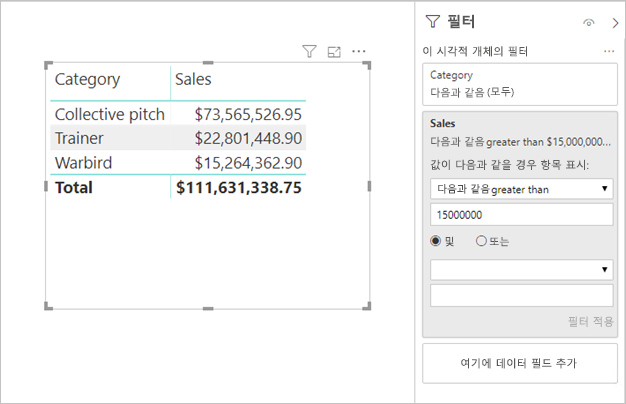 Category Sales
Collective pitch $73,565,526.95
Trainer $22,801,448.90
Warbird $15,264,362.90
Total $111,631,338.75
필터
이 시각적 개체의 필터
Category
다음과 같음 (모두)
Sales
다음과 같음 greater than $15,000,000...
값이 다음과 같을 경우 항목 표시:
다음과 같음 greater than
15000000
및 또는
필터 적용
여기에 데이터 필드 추가